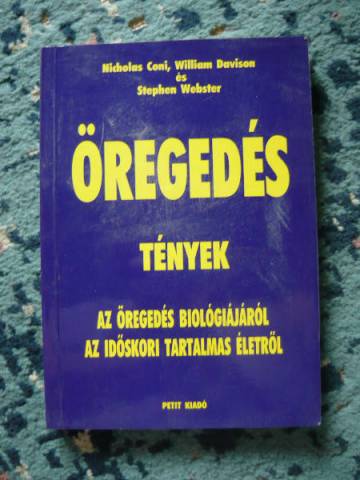 Nicholas Coni, William Davison
és
Stephen Webster
ÖREGEDÉS
TÉNYEK
AZ ÖREGEDÉS BIOLÓGIÁJÁRÓL
AZ IDŐSKORI TARTALMAS ÉLETRŐL
PETIT KIADÓ